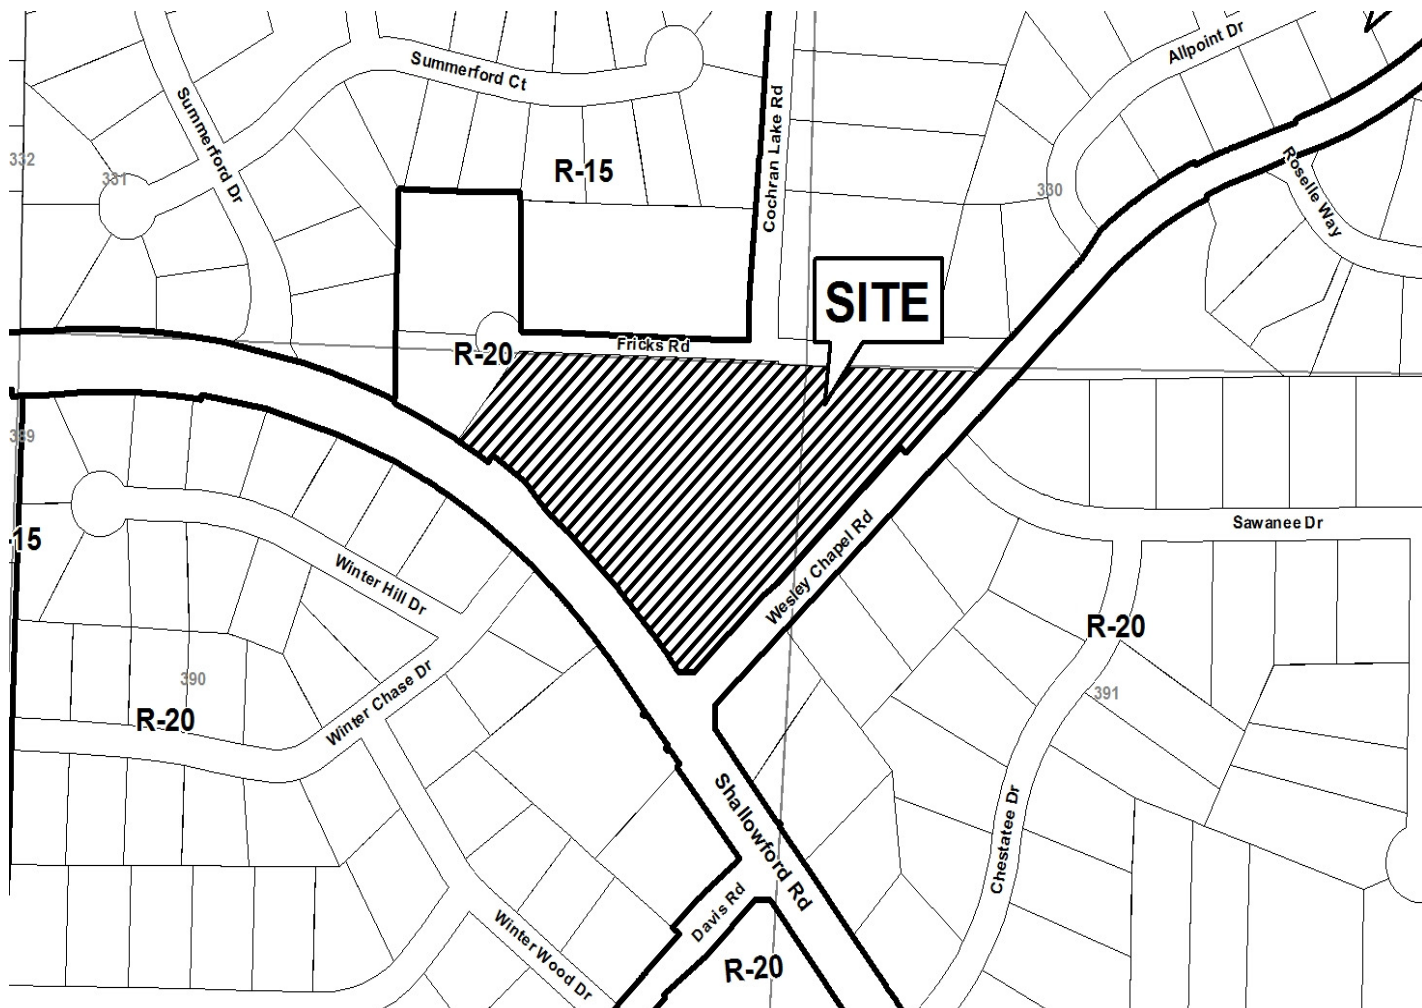 Allpoint Dr
Summerford Ct
Summerford Dr
Cochran Lake Rd
332
331
R-15
330
Roselle Way
SITE
Fricks Rd
R-20
389
-15
Sawanee Dr
Winter Hill Dr
Wesley Chapel Rd
R-20
390
391
R-20
Winter Chase Dr
Shallowford Rd
Chestatee Dr
Davis Rd
Winter Wood Dr
R-20